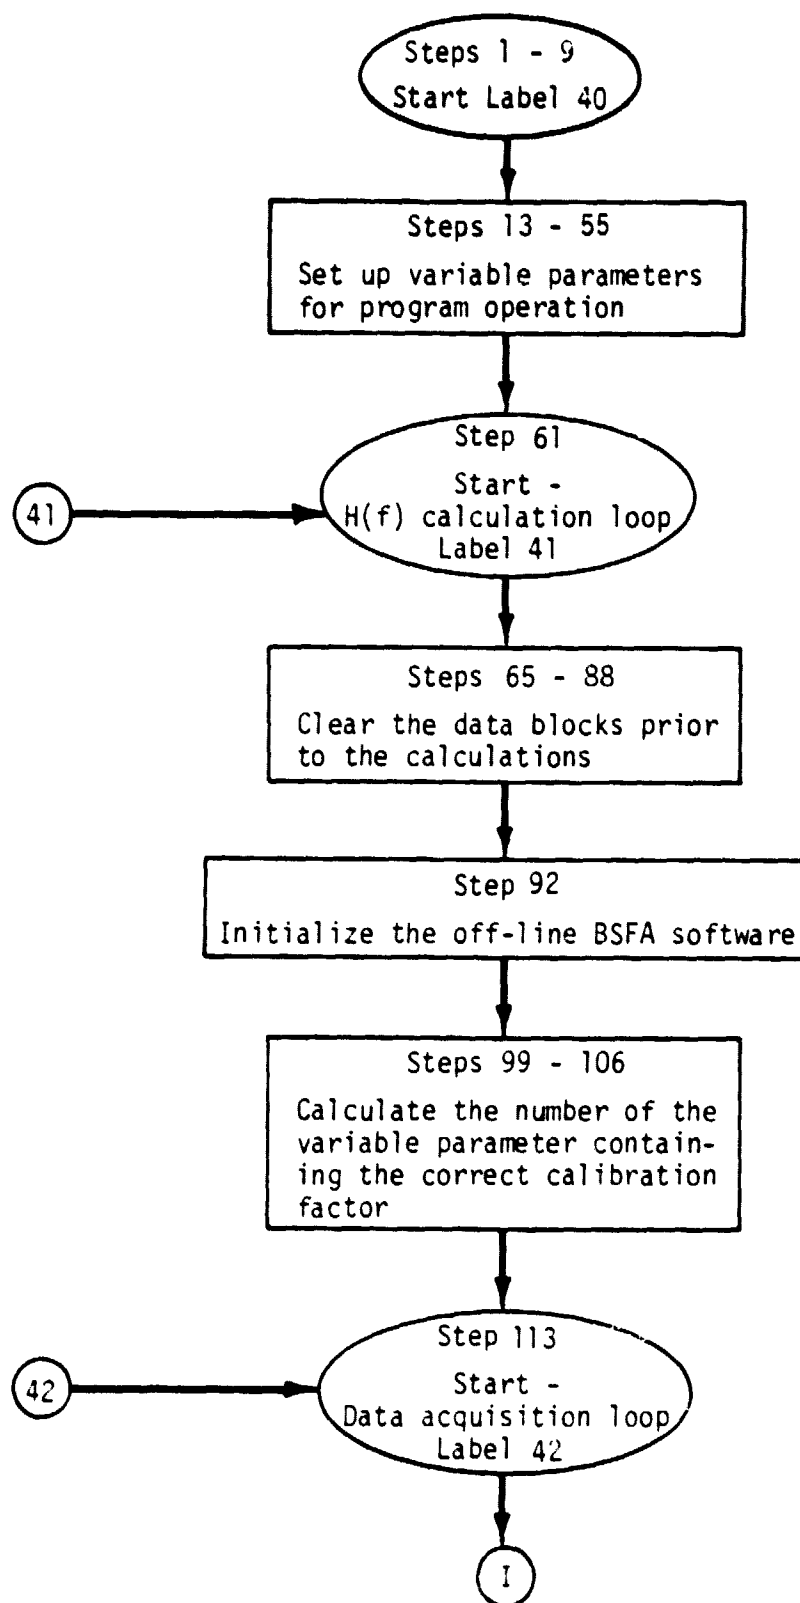 Steps 1 - 9
Start Label 40
Steps 13 - 55
Set up variable parameters
for program operation
Step 61
Start -
H(f) calculation loop
Label 41
41
Steps 65 - 88
Clear the data blocks prior
to the calculations
Step 92
Initialize the off-line BSFA software
Steps 99 - 106
Calculate the number of the
variable parameter contain-
ing the correct calibration
factor
Step 113
Start -
Data acquisition loop
Label 42
42
I